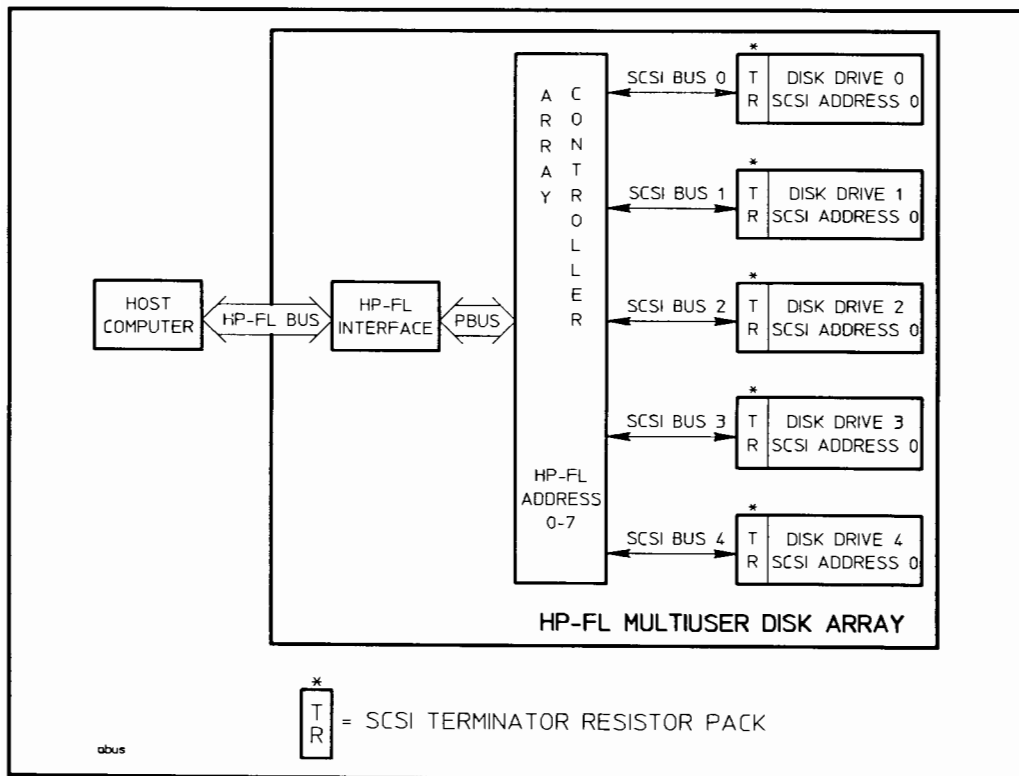 HOST
COMPUTER
HP-FL BUS
HP-FL
INTERFACE
PBUS
ARRAY
CONTROLLER
HP-FL
ADDRESS
0-7
SCSI BUS 0
*
T
R
DISK DRIVE 0
SCSI ADDRESS 0
SCSI BUS 1
*
T
R
DISK DRIVE 1
SCSI ADDRESS 0
SCSI BUS 2
*
T
R
DISK DRIVE 2
SCSI ADDRESS 0
SCSI BUS 3
*
T
R
DISK DRIVE 3
SCSI ADDRESS 0
SCSI BUS 4
*
T
R
DISK DRIVE 4
SCSI ADDRESS 0
HP-FL MULTIUSER DISK ARRAY
*
T
R
= SCSI TERMINATOR RESISTOR PACK
abus